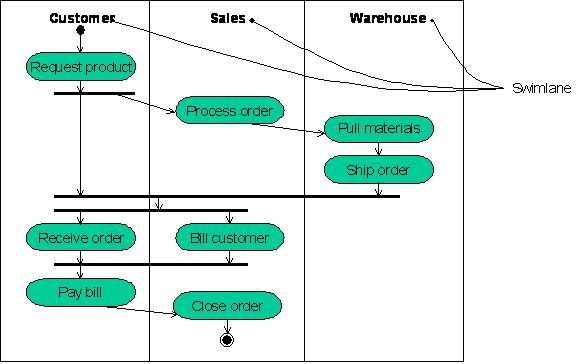 Customer
Sales
Warehouse
Swimlane
Request product
Process order
Pull materials
Ship order
Receive order
Bill customer
Pay bill
Close order